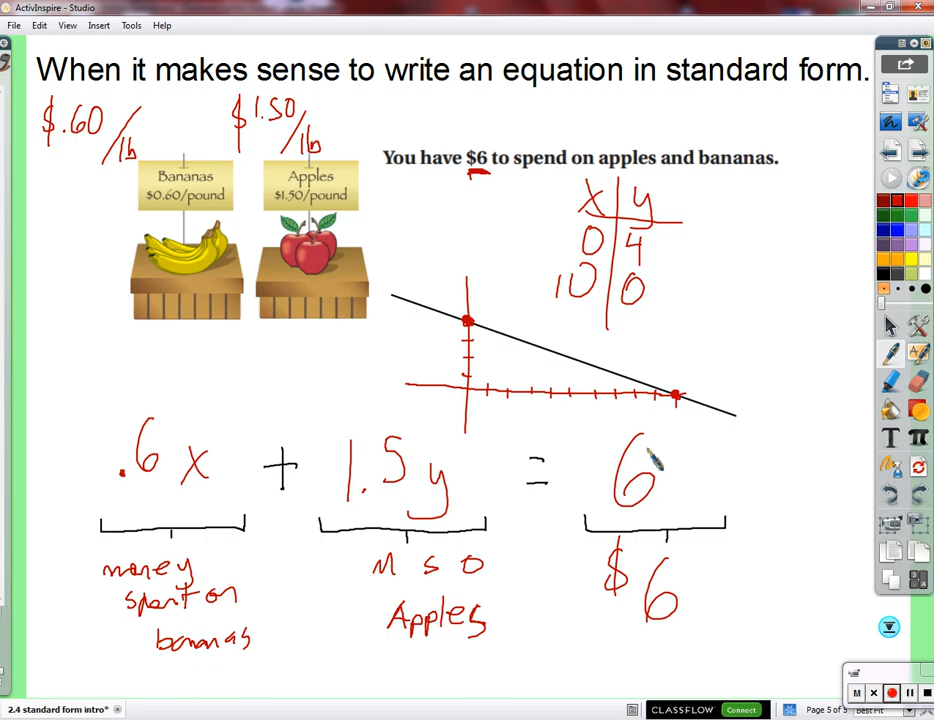 ActivInspire - Studio
File Edit View Insert Tools Help
When it makes sense to write an equation in standard form.
$.60/lb $1.50/lb
Bananas
$0.60/pound
Apples
$1.50/pound
You have $6 to spend on apples and bananas.
x y
0 4
10 0
.6x + 1.5y = 6
money
spent on
bananas
M S O
Apples
$6
2.4 standard form intro*
CLASSFLOW Connect
Page 5 of 5
Best Fit
M